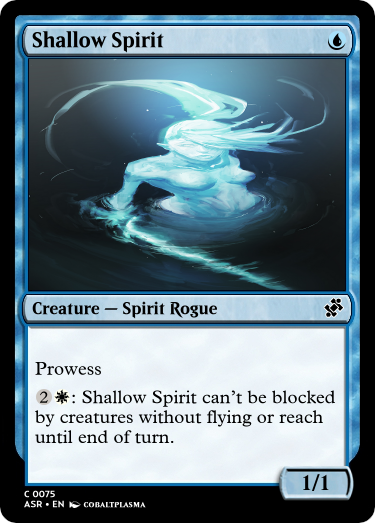 Shallow Spirit
Creature — Spirit Rogue
Prowess
2: Shallow Spirit can't be blocked
by creatures without flying or reach
until end of turn.
1/1
C 0075
ASR • EN COBALTPLASMA